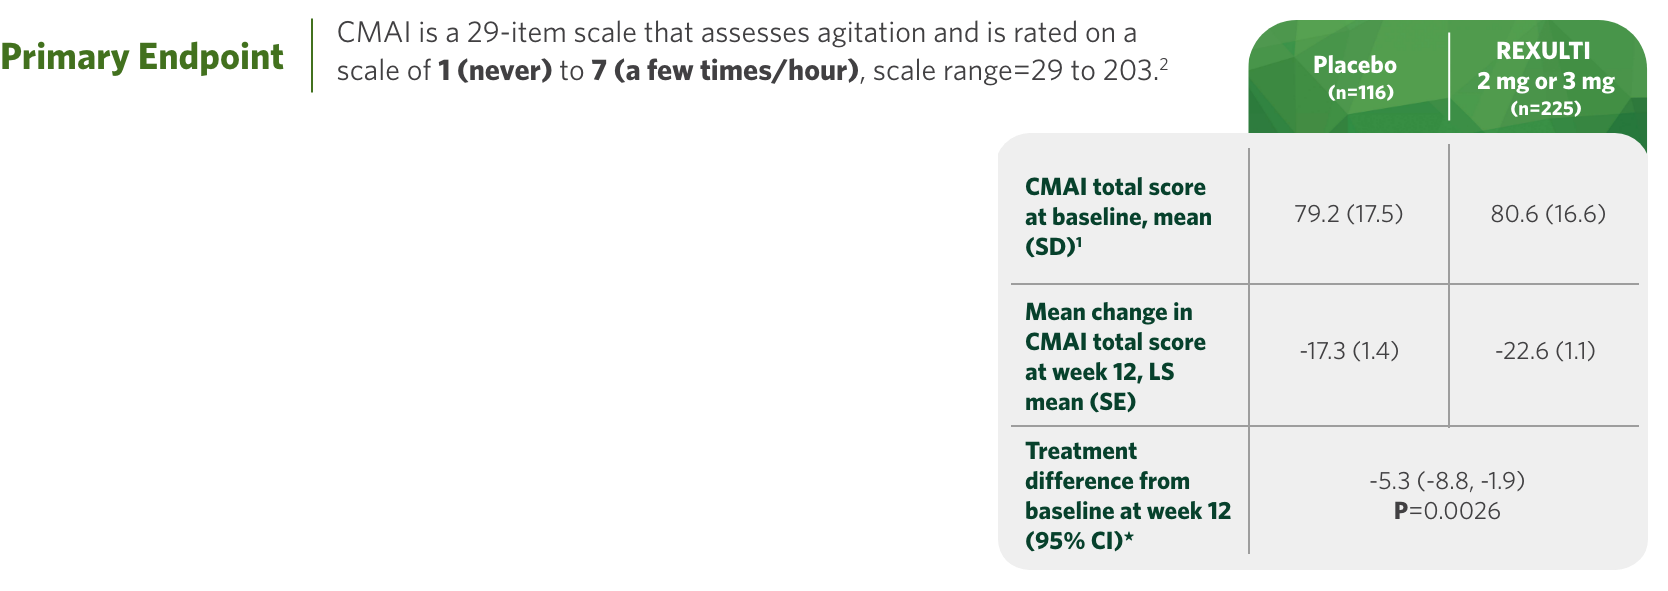 Primary Endpoint
CMAI is a 29-item scale that assesses agitation and is rated on a
scale of 1 (never) to 7 (a few times/hour), scale range=29 to 203.²
Placebo
(n=116)
REXULTI
2 mg or 3 mg
(n=225)
CMAI total score
at baseline, mean
(SD)¹
79.2 (17.5)
80.6 (16.6)
Mean change in
CMAI total score
at week 12, LS
mean (SE)
-17.3 (1.4)
-22.6 (1.1)
Treatment
difference from
baseline at week 12
(95% CI)*
-5.3 (-8.8, -1.9)
P=0.0026